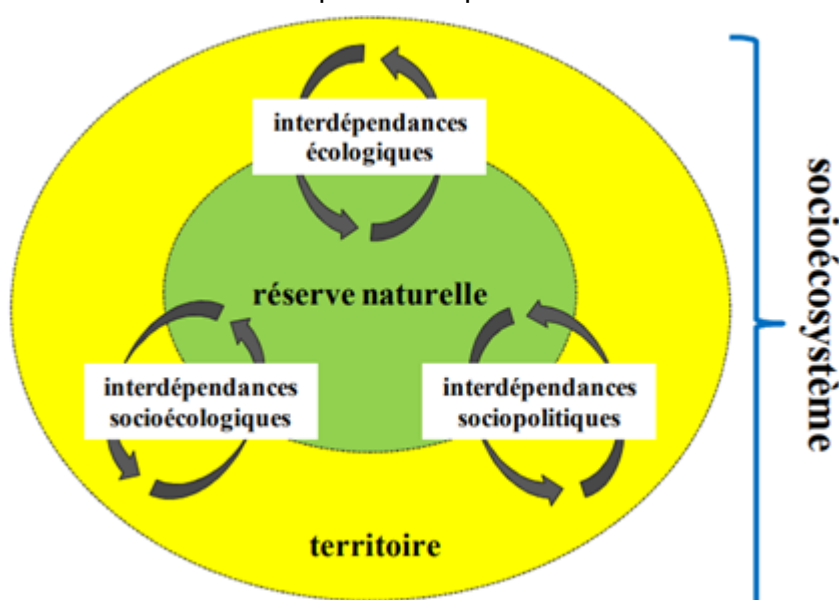 interdépendances
écologiques
réserve naturelle
interdépendances
socioécologiques
interdépendances
sociopolitiques
territoire
socioécosystème